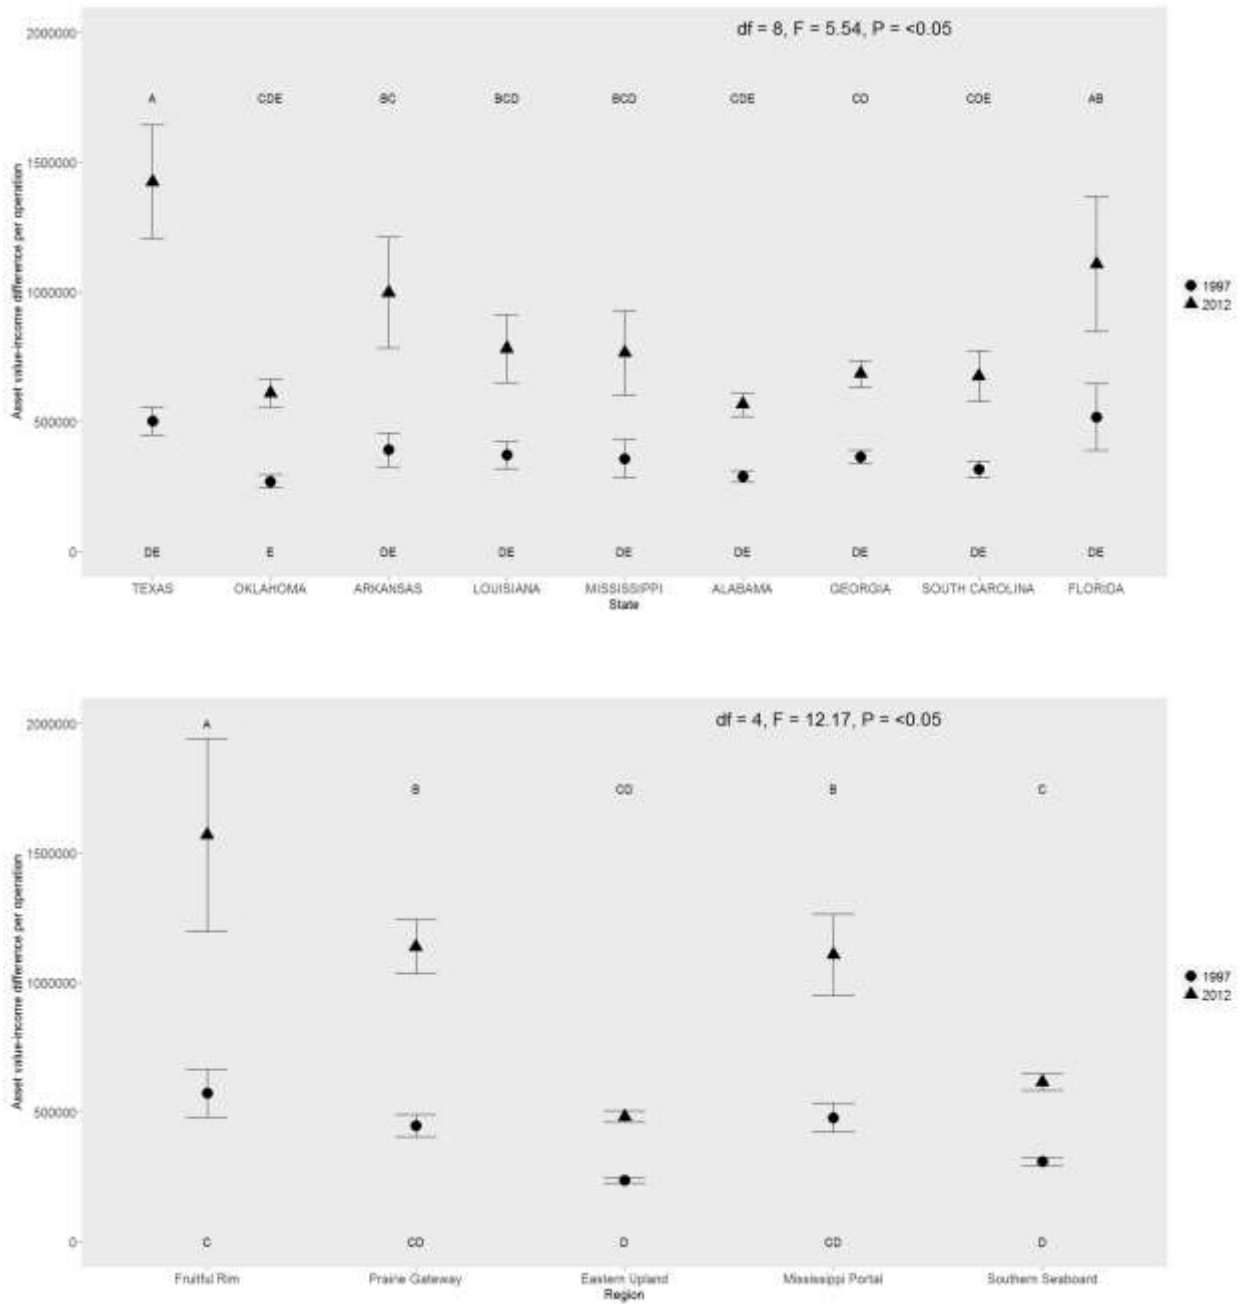 df = 8, F = 5.54, P = <0.05
2000000
A CDE BC BCD BCD CDE CD CDE AB
1500000
1000000
500000
0
Asset value-income difference per operation
1997
2012
DE E DE DE DE DE DE DE DE
TEXAS OKLAHOMA ARKANSAS LOUISIANA MISSISSIPPI ALABAMA GEORGIA SOUTH CAROLINA FLORIDA
State
df = 4, F = 12.17, P = <0.05
2000000
A
B CD B C
1500000
1000000
500000
0
Asset value-income difference per operation
1997
2012
C CD D CD D
Fruitful Rim Prairie Gateway Eastern Upland Mississippi Portal Southern Seaboard
Region